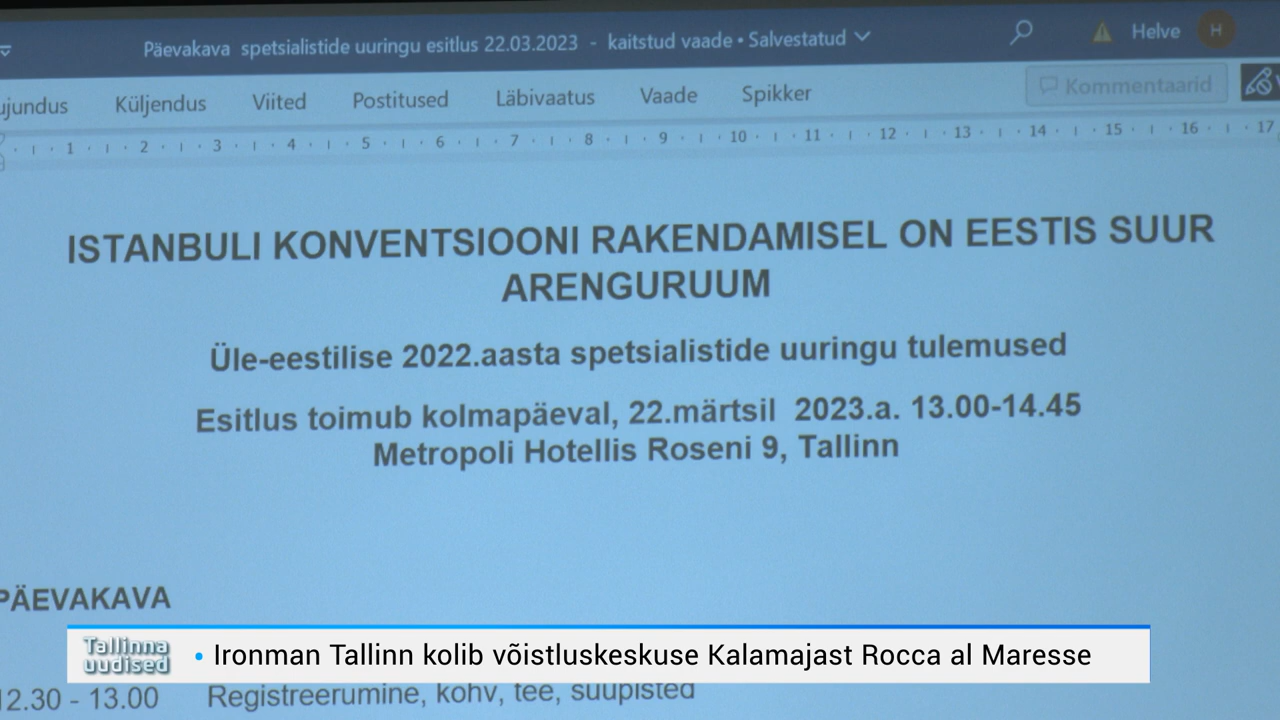 Päevakava spetsialistide uuringu esitlus 22.03.2023 - kaitstud vaade • Salvestatud
Helve H
ujundus Küljendus Viited Postitused Läbivaatus Vaade Spikker Kommentaarid
1 2 3 4 5 6 7 8 9 10 11 12 13 14 15 16 17
ISTANBULI KONVENTSIOONI RAKENDAMISEL ON EESTIS SUUR
ARENGURUUM
Üle-eestilise 2022.aasta spetsialistide uuringu tulemused
Esitlus toimub kolmapäeval, 22.märtsil 2023.a. 13.00-14.45
Metropoli Hotellis Roseni 9, Tallinn
PÄEVAKAVA
Tallinna
uudised
• Ironman Tallinn kolib võistluskeskuse Kalamajast Rocca al Maresse
12.30 - 13.00 Registreerumine, kohv, tee, suupisted